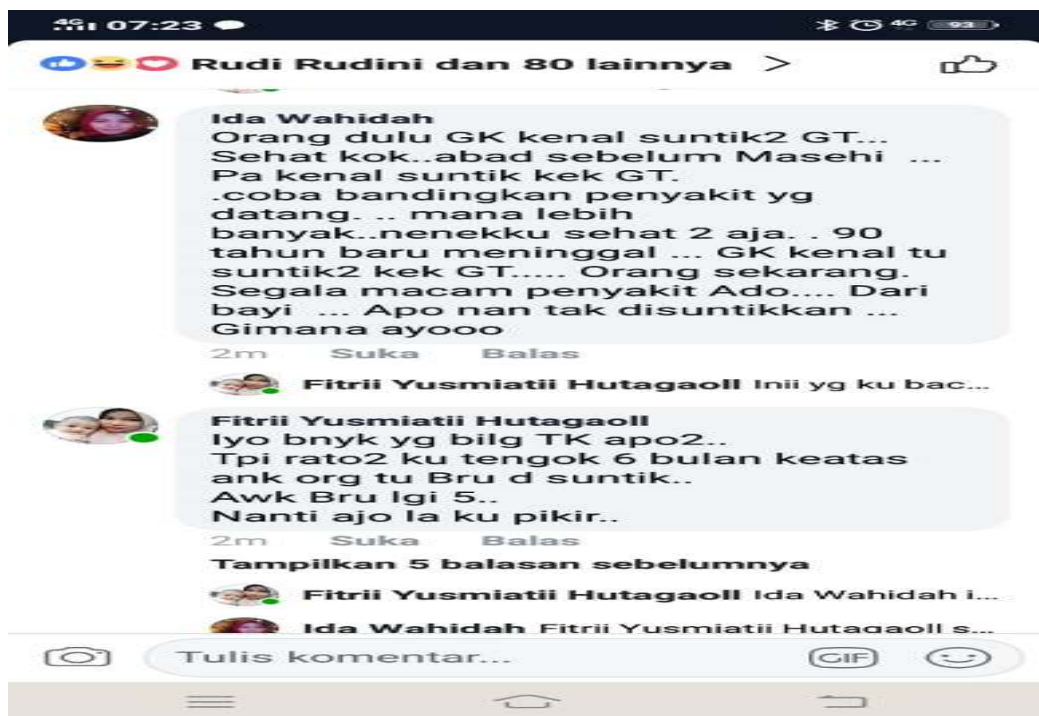 4G 07:23 4G 93
Rudi Rudini dan 80 lainnya >
Ida Wahidah
Orang dulu GK kenal suntik2 GT...
Sehat kok..abad sebelum Masehi ...
Pa kenal suntik kek GT.
.coba bandingkan penyakit yg
datang. .. mana lebih
banyak..nenekku sehat 2 aja. . 90
tahun baru meninggal ... GK kenal tu
suntik2 kek GT..... Orang sekarang.
Segala macam penyakit Ado.... Dari
bayi ... Apo nan tak disuntikkan ...
Gimana ayooo
2m Suka Balas
Fitrii Yusmiatii Hutagaoll Inii yg ku bac...
Fitrii Yusmiatii Hutagaoll
Iyo bnyk yg bilg TK apo2..
Tpi rato2 ku tengok 6 bulan keatas
ank org tu Bru d suntik..
Awk Bru lgi 5..
Nanti ajo la ku pikir..
2m Suka Balas
Tampilkan 5 balasan sebelumnya
Fitrii Yusmiatii Hutagaoll Ida Wahidah i...
Ida Wahidah Fitrii Yusmiatii Hutagaoll s...
Tulis komentar... GIF